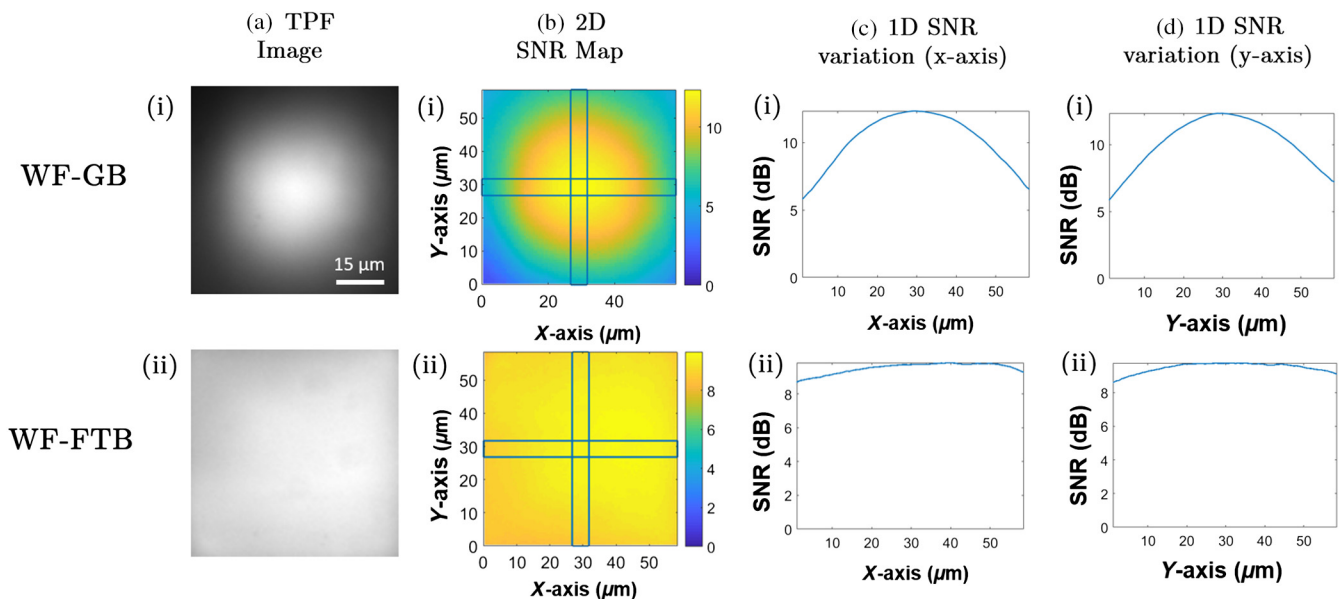 (a) TPF
Image
(b) 2D
SNR Map
(c) 1D SNR
variation (x-axis)
(d) 1D SNR
variation (y-axis)
WF-GB
(i)
15 μm
(i)
Y-axis (μm)
50
40
30
20
10
0
0
20
40
X-axis (μm)
10
5
0
(i)
SNR (dB)
10
5
0
10
20
30
40
50
X-axis (μm)
(i)
SNR (dB)
10
5
0
10
20
30
40
50
Y-axis (μm)
WF-FTB
(ii)
(ii)
Y-axis (μm)
50
40
30
20
10
0
0
10
20
30
40
50
X-axis (μm)
8
6
4
2
0
(ii)
SNR (dB)
8
6
4
2
0
10
20
30
40
50
X-axis (μm)
(ii)
SNR (dB)
8
6
4
2
0
10
20
30
40
50
Y-axis (μm)